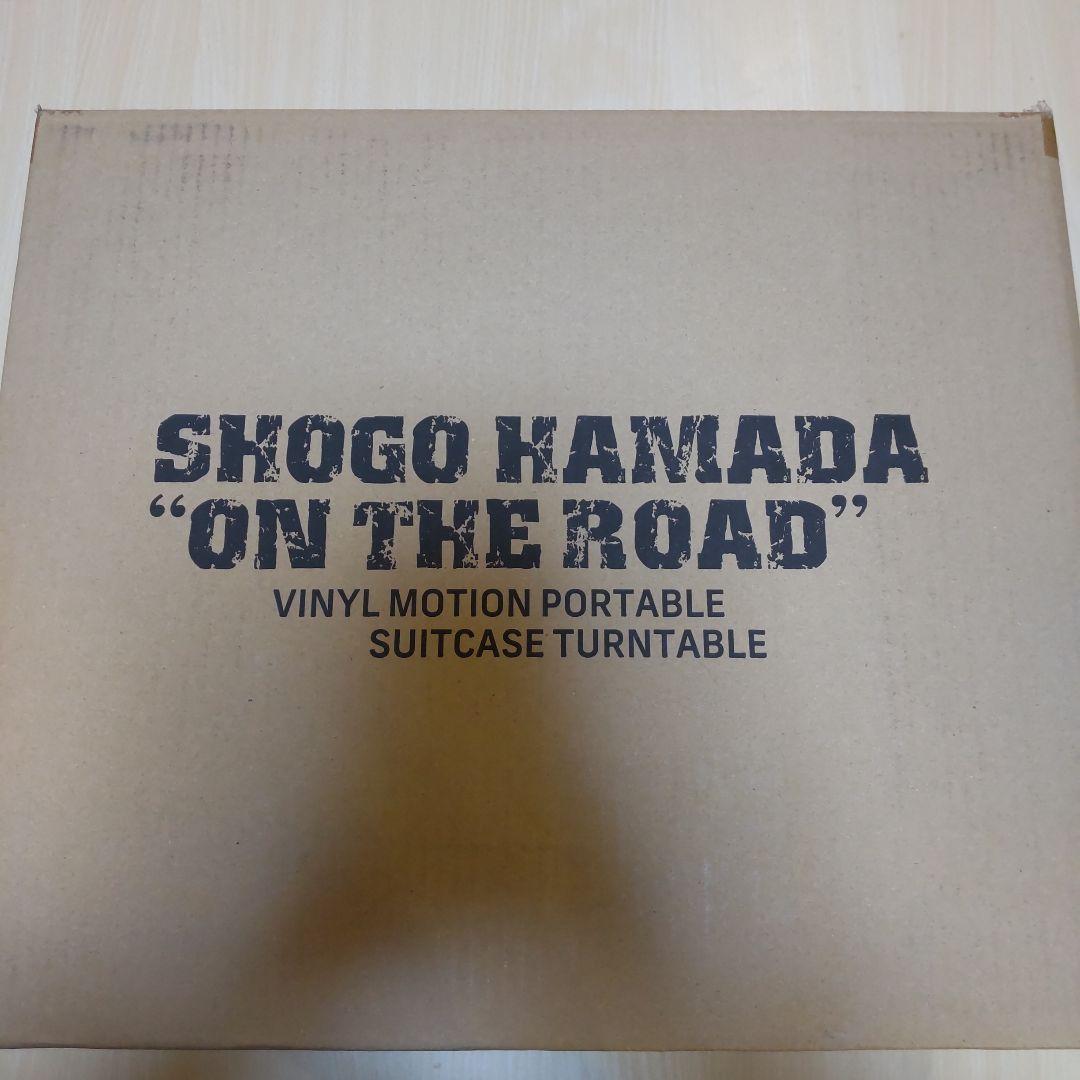 SHOGO HAMADA
“ON THE ROAD”
VINYL MOTION PORTABLE
SUITCASE TURNTABLE